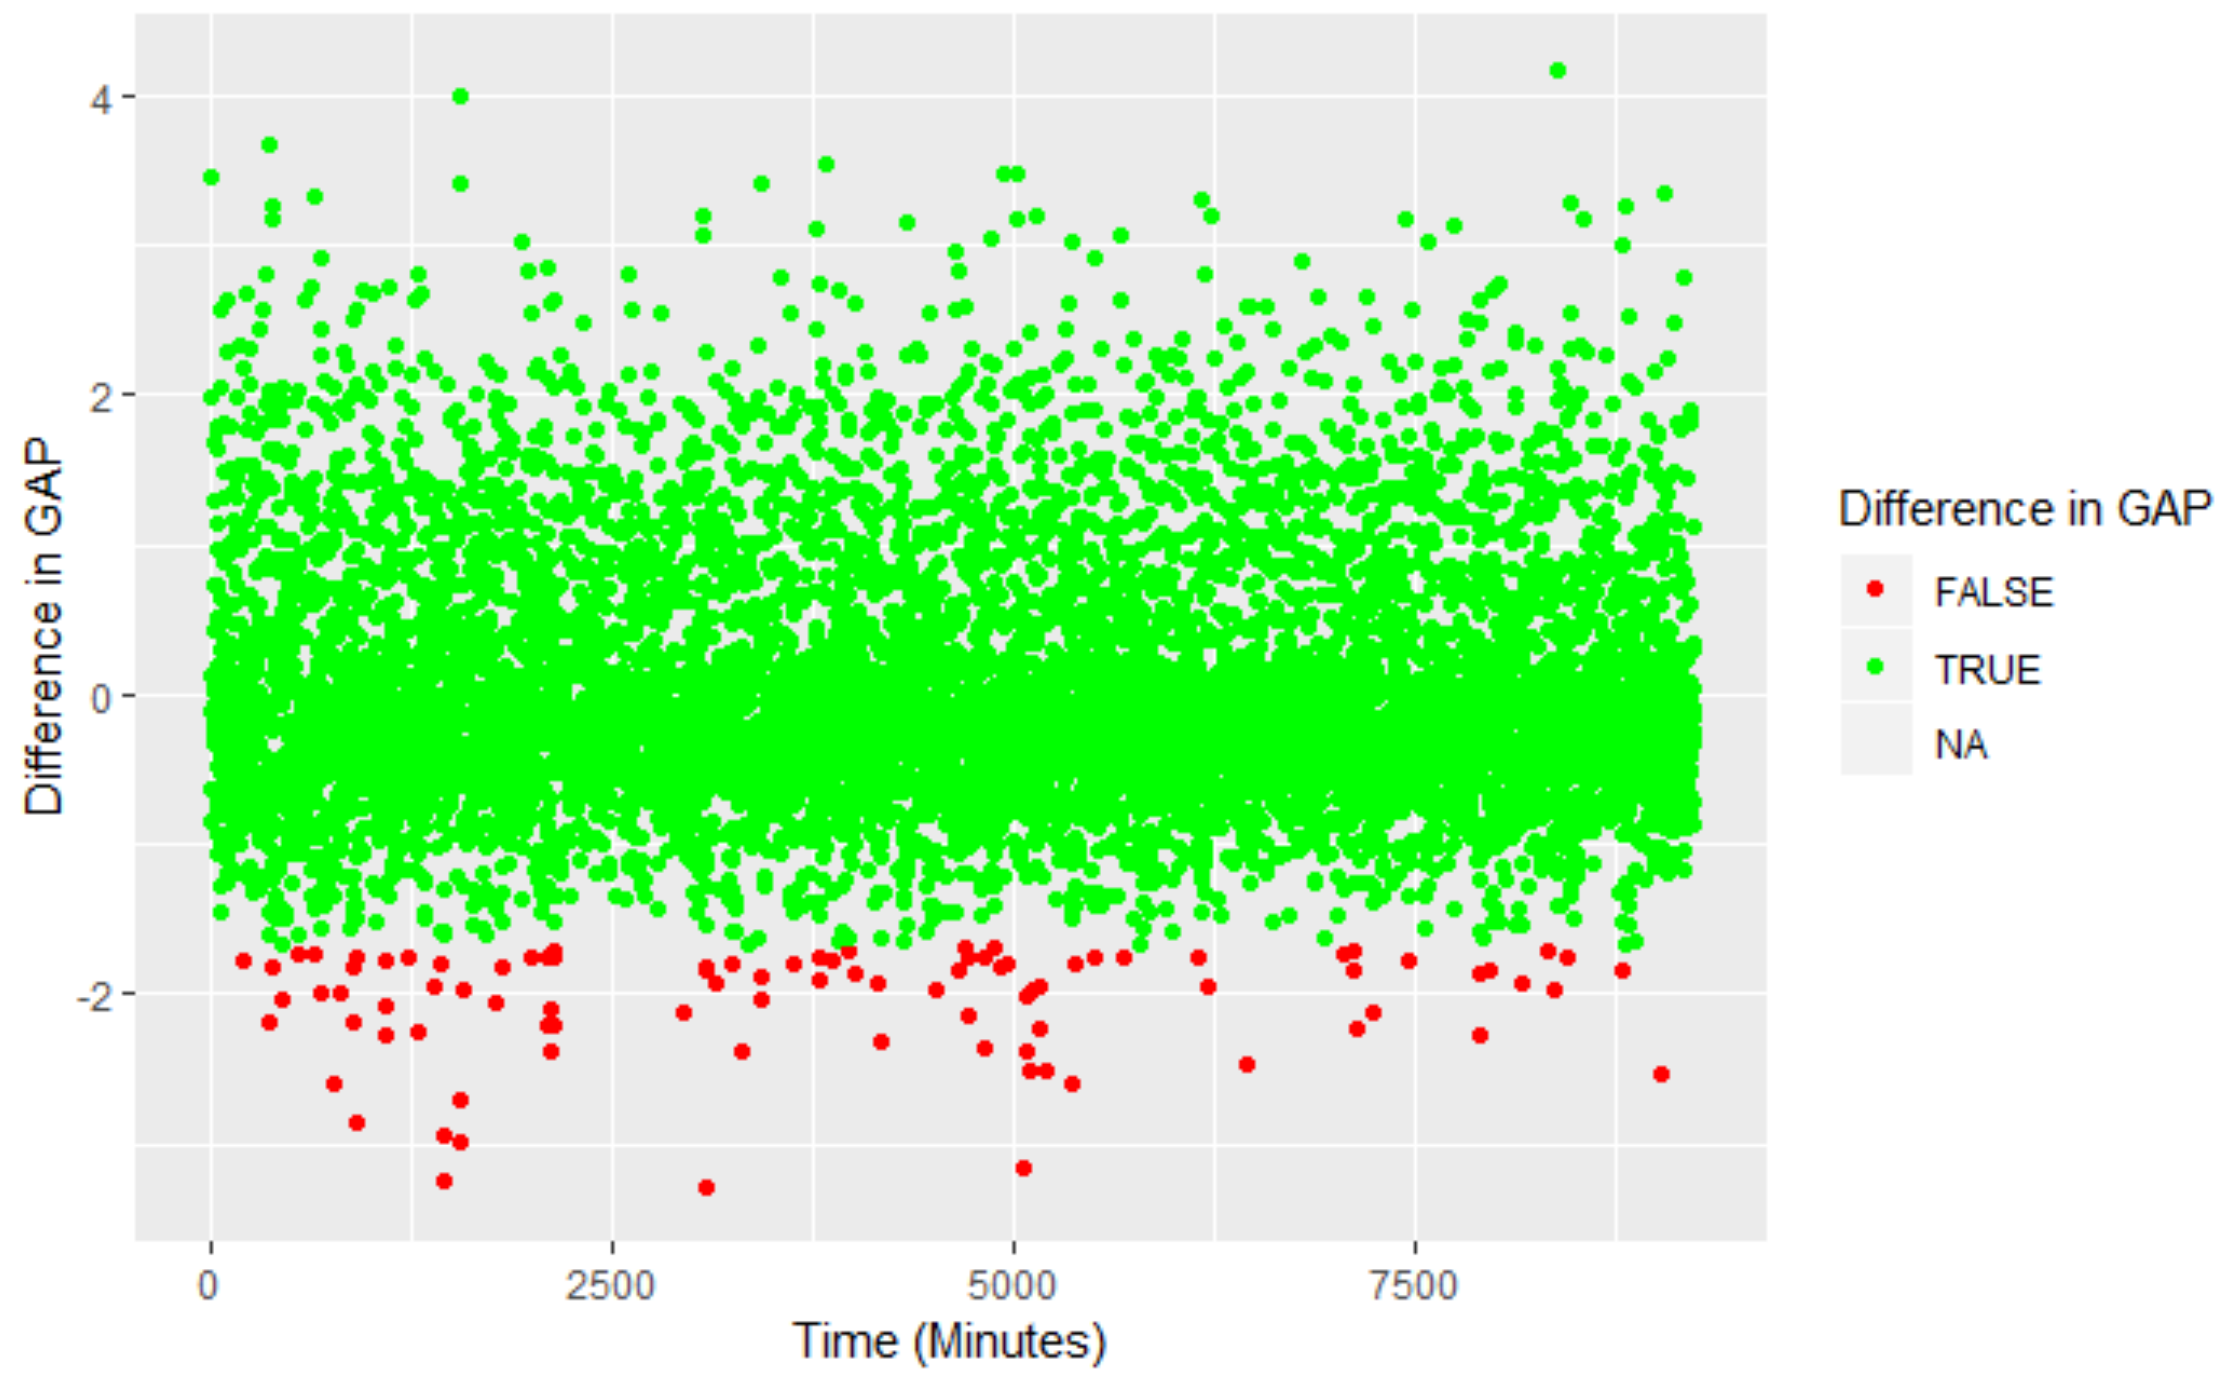 Difference in GAP
4
2
0
-2
0 2500 5000 7500
Time (Minutes)
Difference in GAP
FALSE
TRUE
NA